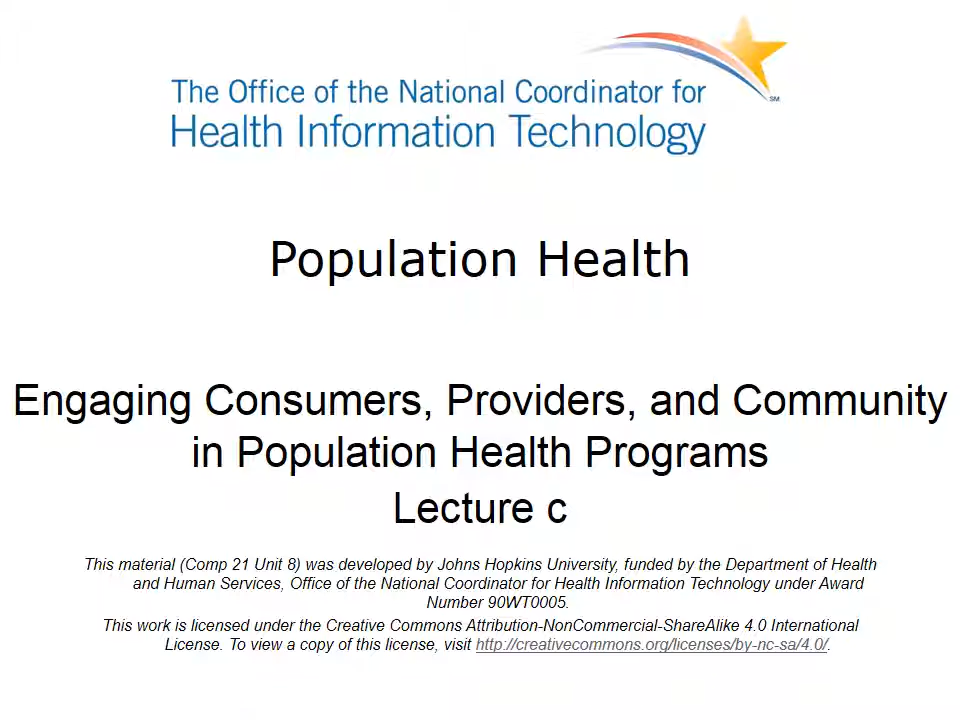 The Office of the National Coordinator for
Health Information Technology
SM
Population Health
Engaging Consumers, Providers, and Community
in Population Health Programs
Lecture c
This material (Comp 21 Unit 8) was developed by Johns Hopkins University, funded by the Department of Health
and Human Services, Office of the National Coordinator for Health Information Technology under Award
Number 90WT0005.
This work is licensed under the Creative Commons Attribution-NonCommercial-ShareAlike 4.0 International
License. To view a copy of this license, visit http://creativecommons.org/licenses/by-nc-sa/4.0/.